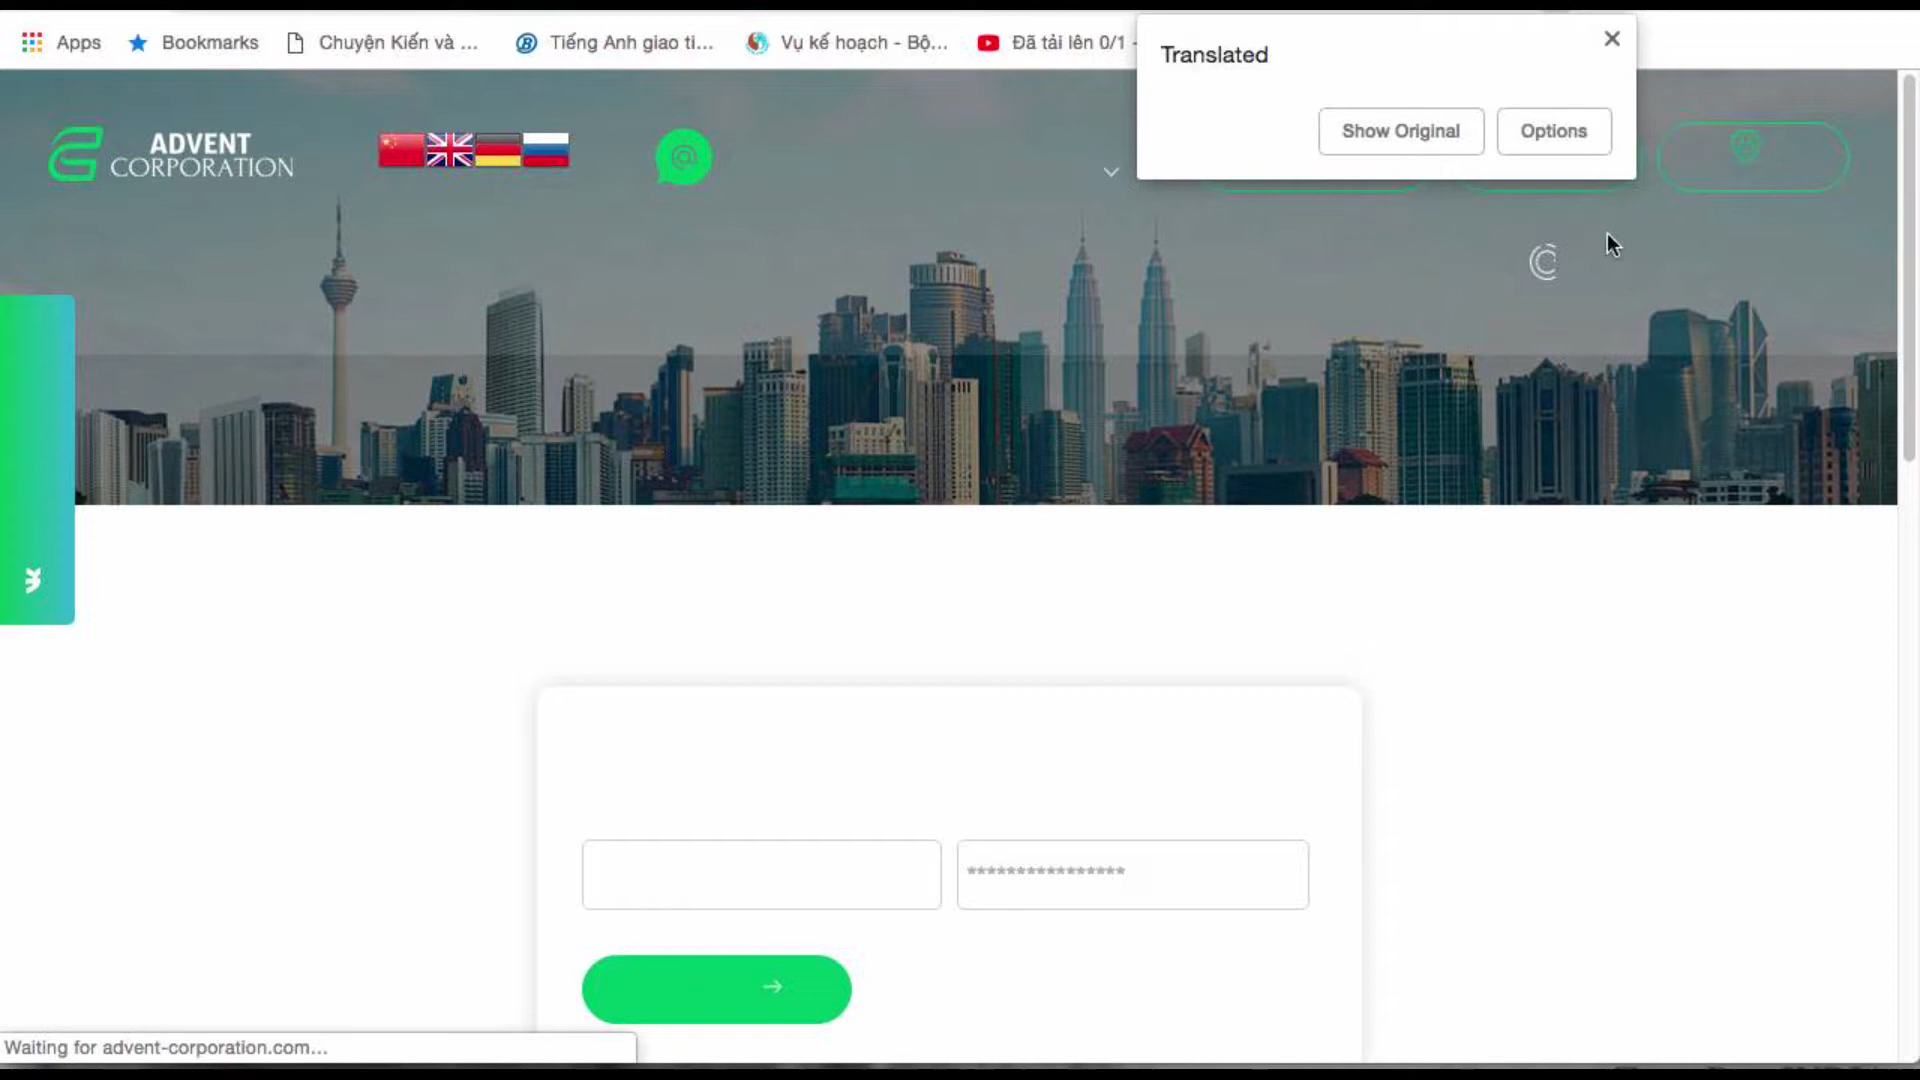 Apps
Bookmarks
Chuyện Kiến và ...
Tiếng Anh giao ti...
Vụ kế hoạch - Bộ...
Đã tải lên 0/1 -
Translated
Show Original
Options
ADVENT
CORPORATION
****************
Waiting for advent-corporation.com...